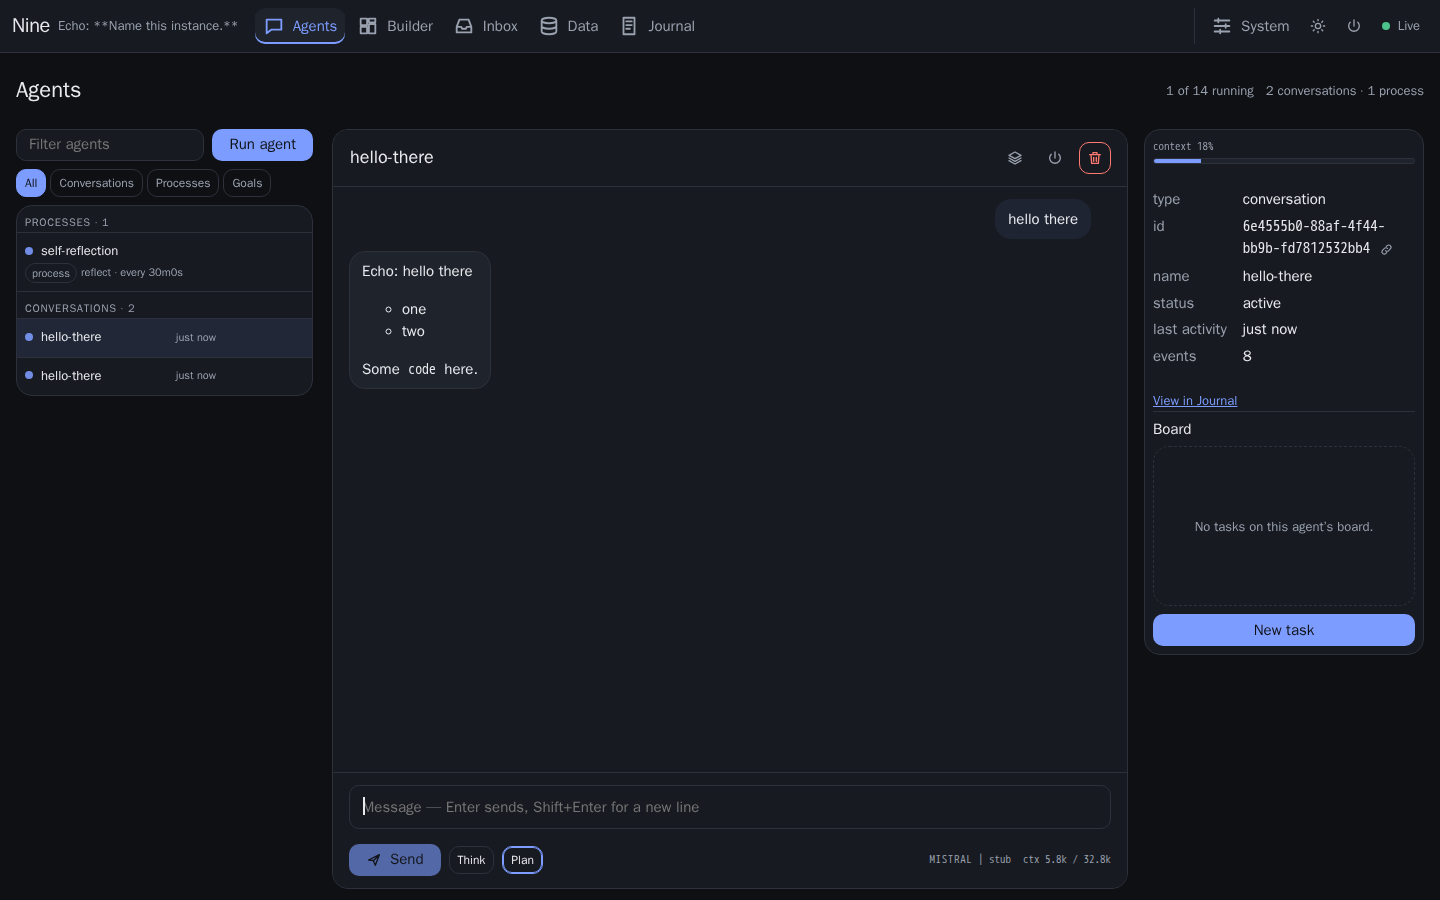 Nine Echo: **Name this instance.** Agents Builder Inbox Data Journal System Live
Agents
1 of 14 running 2 conversations · 1 process
Filter agents Run agent
All Conversations Processes Goals
PROCESSES · 1
self-reflection
process reflect · every 30m0s
CONVERSATIONS · 2
hello-there just now
hello-there just now
hello-there
hello there
Echo: hello there
one
two
Some code here.
Message — Enter sends, Shift+Enter for a new line
Send Think Plan MISTRAL | stub ctx 5.8k / 32.8k
context 18%
type conversation
id 6e4555b0-88af-4f44-
bb9b-fd7812532bb4
name hello-there
status active
last activity just now
events 8
View in Journal
Board
No tasks on this agent's board.
New task